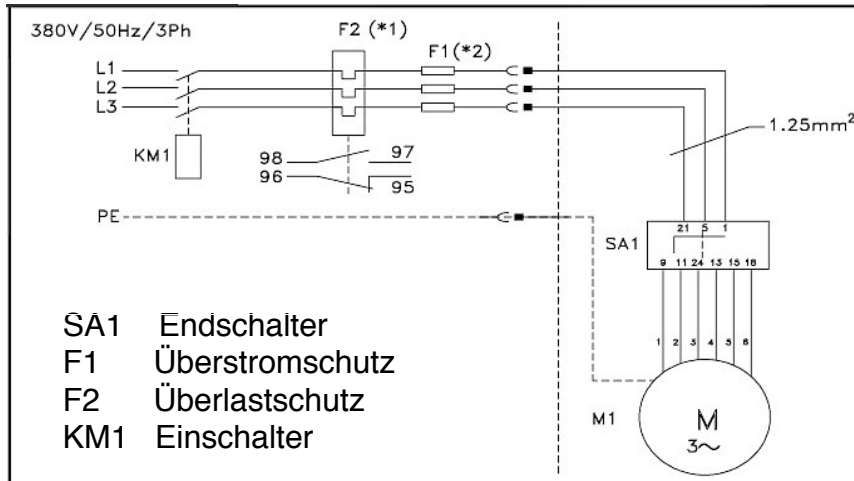 380V/50Hz/3Ph
F2 (*1)
F1(*2)
L1
L2
L3
KM1
98 97
96 95
1.25mm²
PE
21 5 1
SA1
9 11 24 13 15 18
1 2 3 4 5 6
M1
M
3~
SA1 Endschalter
F1 Überstromschutz
F2 Überlastschutz
KM1 Einschalter